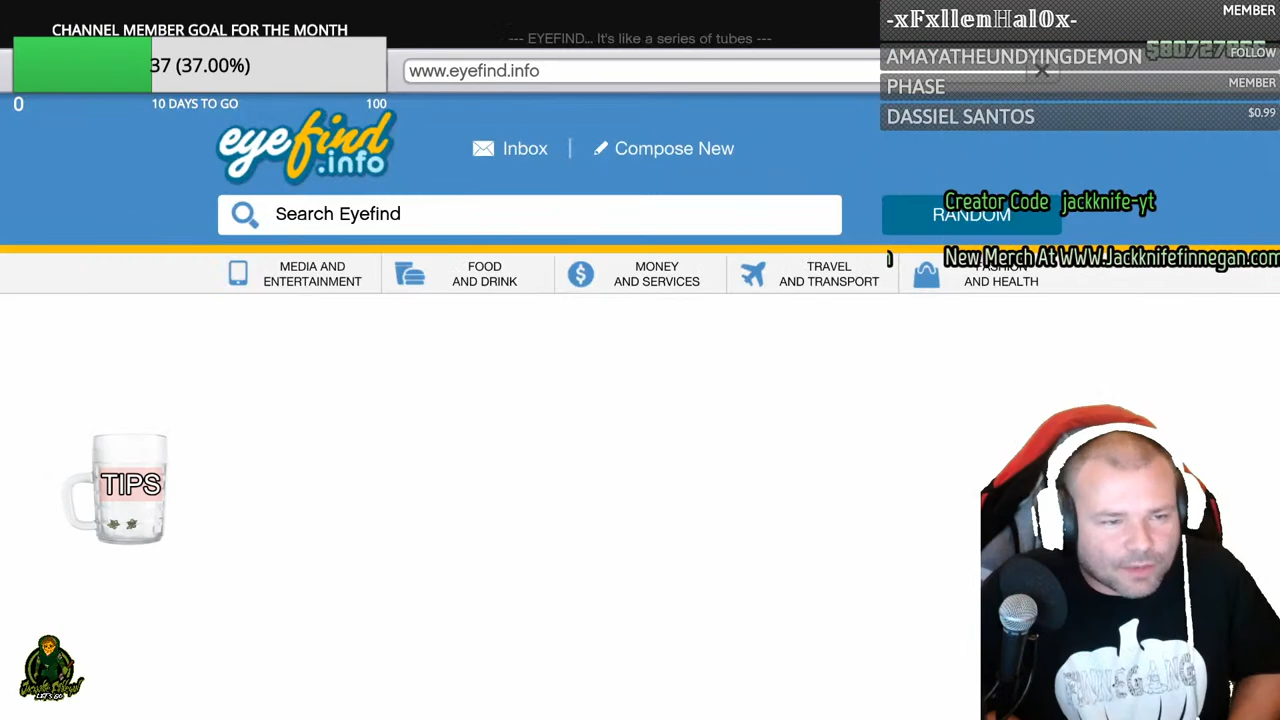 CHANNEL MEMBER GOAL FOR THE MONTH
37 (37.00%)
0
10 DAYS TO GO
100
--- EYEFIND... It's like a series of tubes ---
www.eyefind.info
-xFxllenHal0x-
MEMBER
AMAYATHEUNDYINGDEMON
FOLLOW
PHASE
MEMBER
DASSIEL SANTOS
$0.99
eyefind
.info
Inbox
Compose New
Search Eyefind
RANDOM
Creator Code jackknife-yt
New Merch At WWW.Jackknifefinnegan.com
MEDIA AND
ENTERTAINMENT
FOOD
AND DRINK
MONEY
AND SERVICES
TRAVEL
AND TRANSPORT
AND HEALTH
TIPS
FINNEGANG
LET'S GO